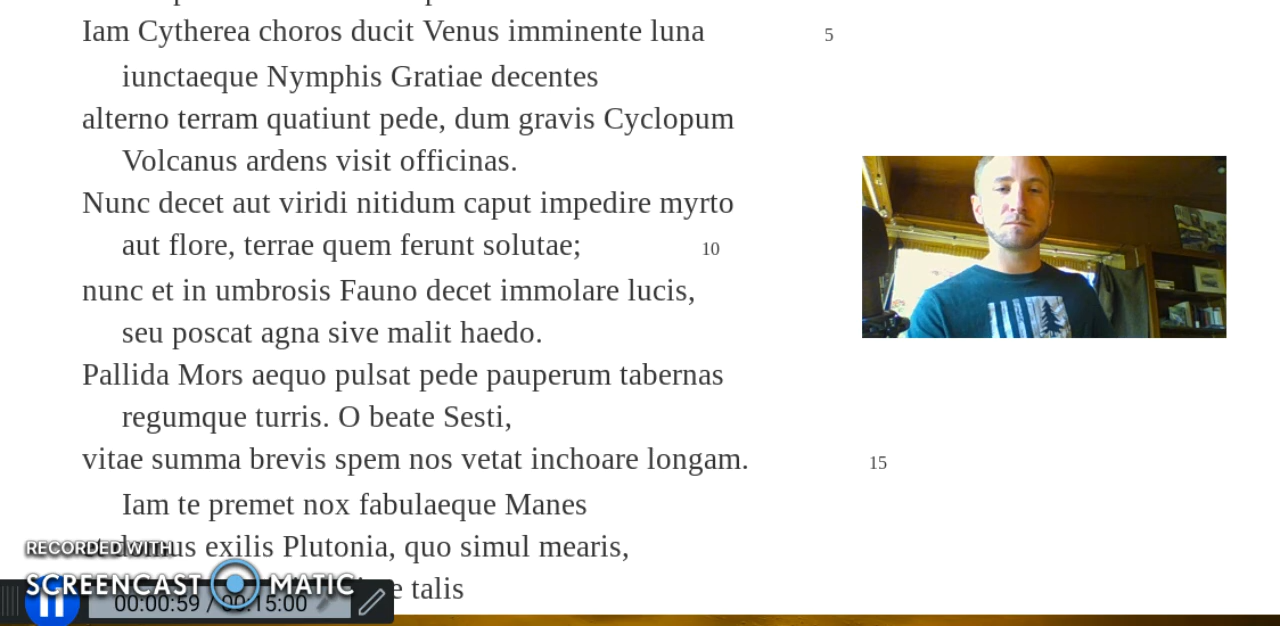 Iam Cytherea choros ducit Venus imminente luna 5
iunctaeque Nymphis Gratiae decentes
alterno terram quatiunt pede, dum gravis Cyclopum
Volcanus ardens visit officinas.
Nunc decet aut viridi nitidum caput impedire myrto
aut flore, terrae quem ferunt solutae; 10
nunc et in umbrosis Fauno decet immolare lucis,
seu poscat agna sive malit haedo.
Pallida Mors aequo pulsat pede pauperum tabernas
regumque turris. O beate Sesti,
vitae summa brevis spem nos vetat inchoare longam. 15
Iam te premet nox fabulaeque Manes
exilis Plutonia, quo simul mearis,
talis
RECORDED WITH
SCREENCAST MATIC
00:00:59 / 00:15:00